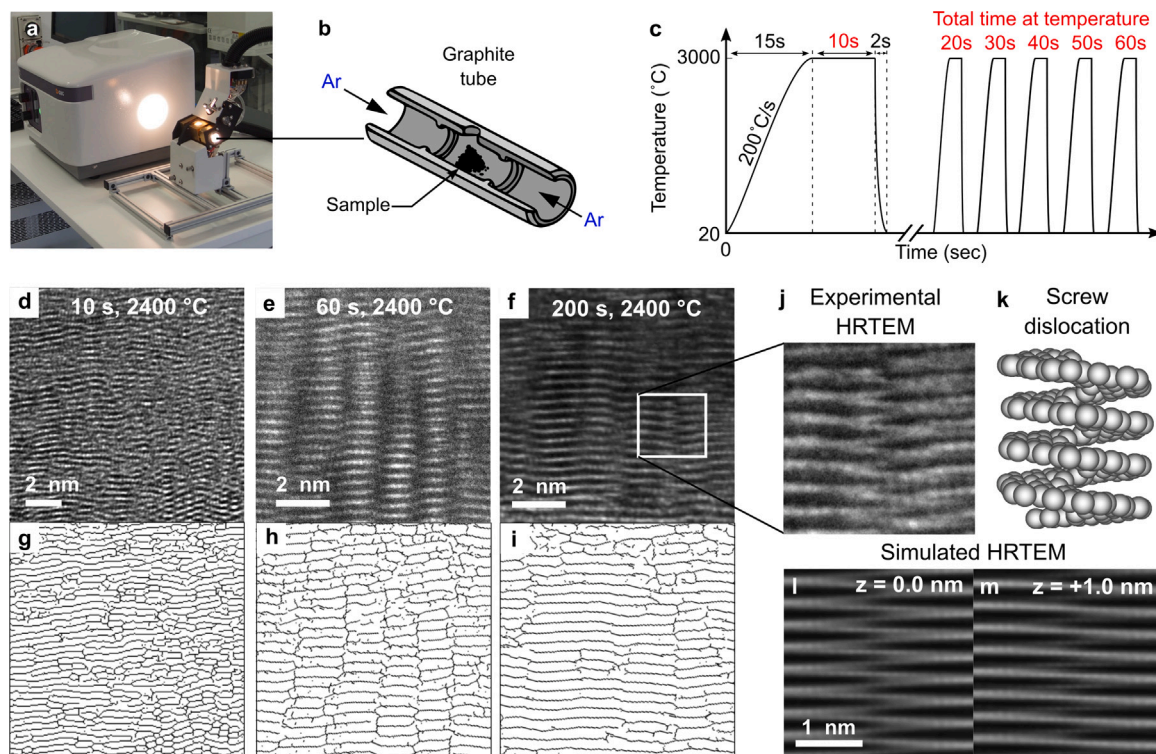 a
b
Graphite
tube
Ar
Sample
Ar
c
Temperature (°C)
3000
20
0
15s
10s
2s
200°C/s
Total time at temperature
20s 30s 40s 50s 60s
Time (sec)
d
10 s, 2400 °C
2 nm
e
60 s, 2400 °C
2 nm
f
200 s, 2400 °C
2 nm
g
h
i
j
Experimental
HRTEM
k
Screw
dislocation
Simulated HRTEM
l
z = 0.0 nm
1 nm
m
z = +1.0 nm